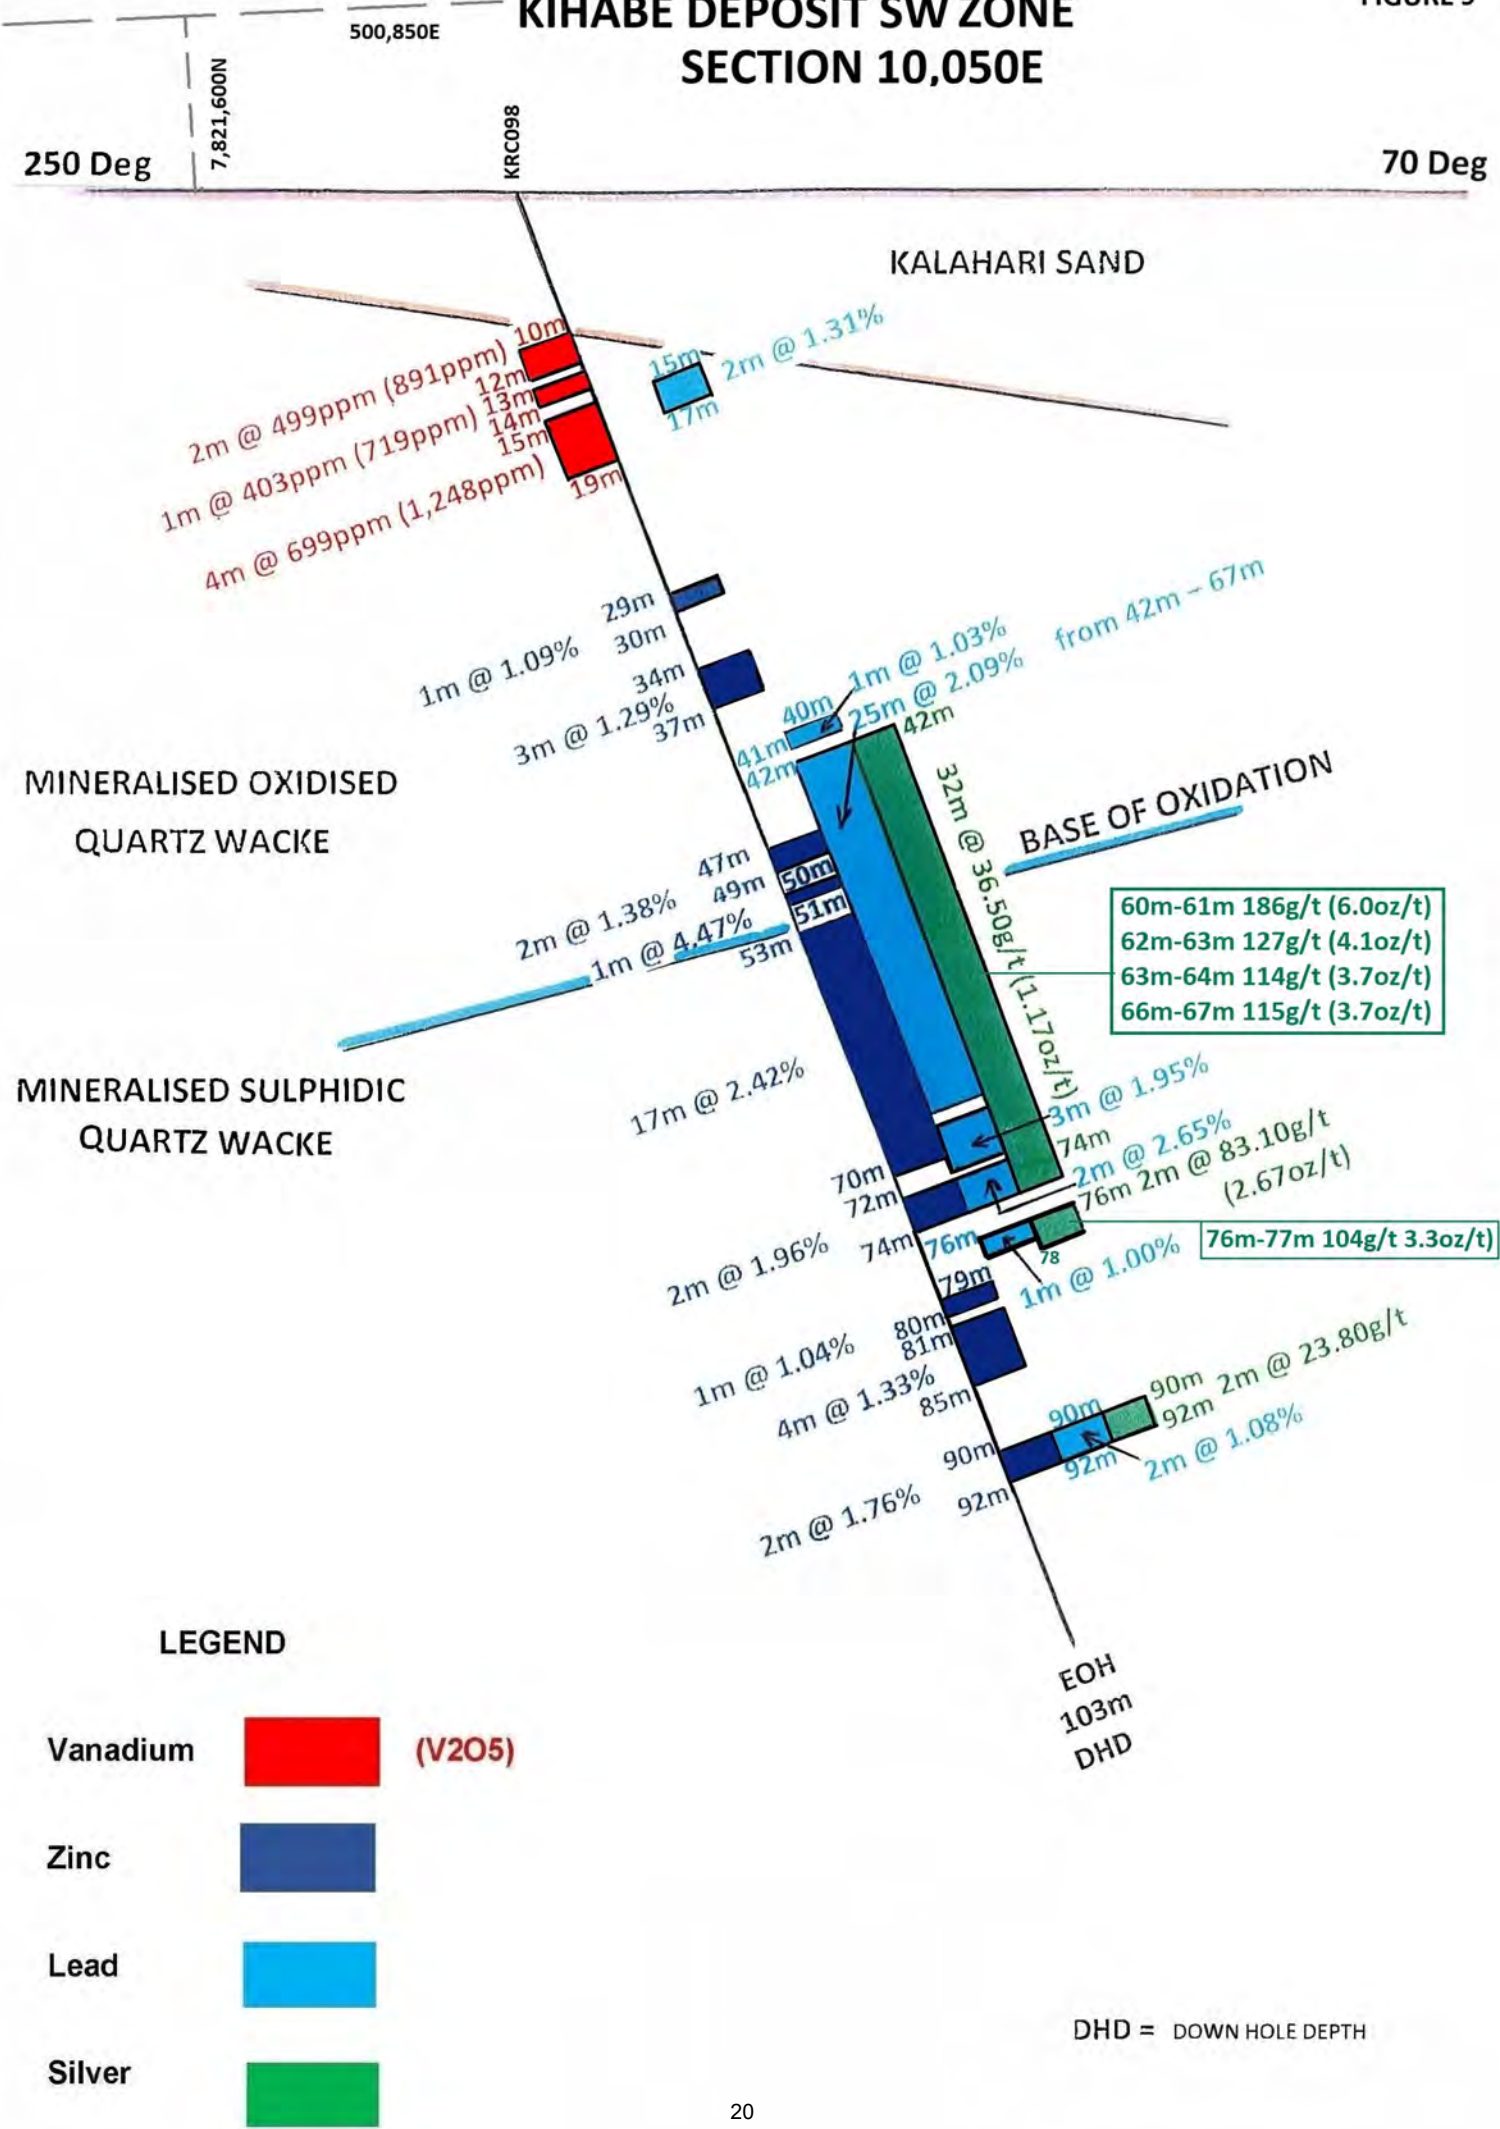 500,850E
KIHABE DEPOSIT SW ZONE
SECTION 10,050E
7,821,600N
KRC098
250 Deg
70 Deg
KALAHARI SAND
10m
2m @ 499ppm (891ppm)
12m
13m
1m @ 403ppm (719ppm)
14m
15m
4m @ 699ppm (1,248ppm)
19m
15m
2m @ 1.31%
17m
29m
1m @ 1.09%
30m
34m
3m @ 1.29%
37m
40m
1m @ 1.03%
41m
42m
25m @ 2.09%
from 42m – 67m
42m
32m @ 36.50g/t (1.17oz/t)
MINERALISED OXIDISED
QUARTZ WACKE
BASE OF OXIDATION
47m
2m @ 1.38%
49m
50m
1m @ 4.47%
51m
53m
60m-61m 186g/t (6.0oz/t)
62m-63m 127g/t (4.1oz/t)
63m-64m 114g/t (3.7oz/t)
66m-67m 115g/t (3.7oz/t)
MINERALISED SULPHIDIC
QUARTZ WACKE
17m @ 2.42%
3m @ 1.95%
74m
2m @ 2.65%
70m
72m
76m 2m @ 83.10g/t
(2.67oz/t)
2m @ 1.96%
74m
76m
78
76m-77m 104g/t 3.3oz/t)
1m @ 1.00%
79m
1m @ 1.04%
80m
81m
4m @ 1.33%
85m
90m
90m
90m
2m @ 23.80g/t
92m
92m
2m @ 1.08%
2m @ 1.76%
92m
EOH
103m
DHD
LEGEND
Vanadium
(V2O5)
Zinc
Lead
Silver
DHD = DOWN HOLE DEPTH
20